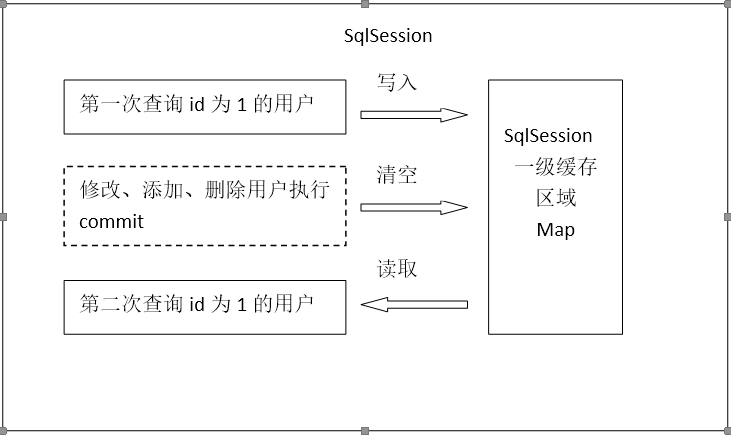 SqlSession
第一次查询 id 为 1 的用户
写入
修改、添加、删除用户执行
commit
清空
第二次查询 id 为 1 的用户
读取
SqlSession
一级缓存
区域
Map